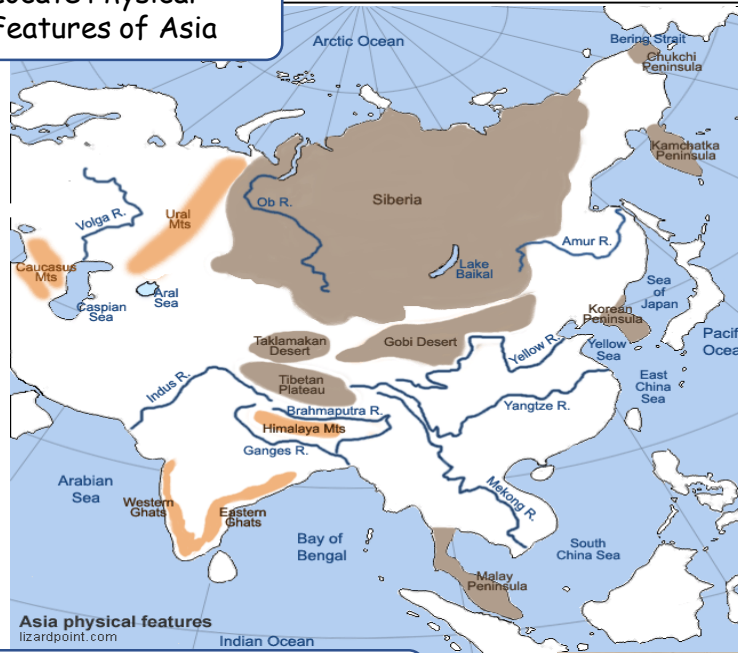 Features of Asia
Arctic Ocean
Bering Strait
Chukchi
Peninsula
Kamchatka
Peninsula
Siberia
Ob R.
Ural
Mts
Volga R.
Caucasus
Mts
Caspian
Sea
Aral
Sea
Lake
Baikal
Amur R.
Sea
of
Japan
Korean
Peninsula
Yellow
Sea
Yellow R.
Gobi Desert
Taklamakan
Desert
Tibetan
Plateau
Indus R.
Brahmaputra R.
Himalaya Mts
Ganges R.
Yangtze R.
East
China
Sea
Arabian
Sea
Western
Ghats
Eastern
Ghats
Bay of
Bengal
Mekong R.
South
China Sea
Malay
Peninsula
Asia physical features
lizardpoint.com
Indian Ocean